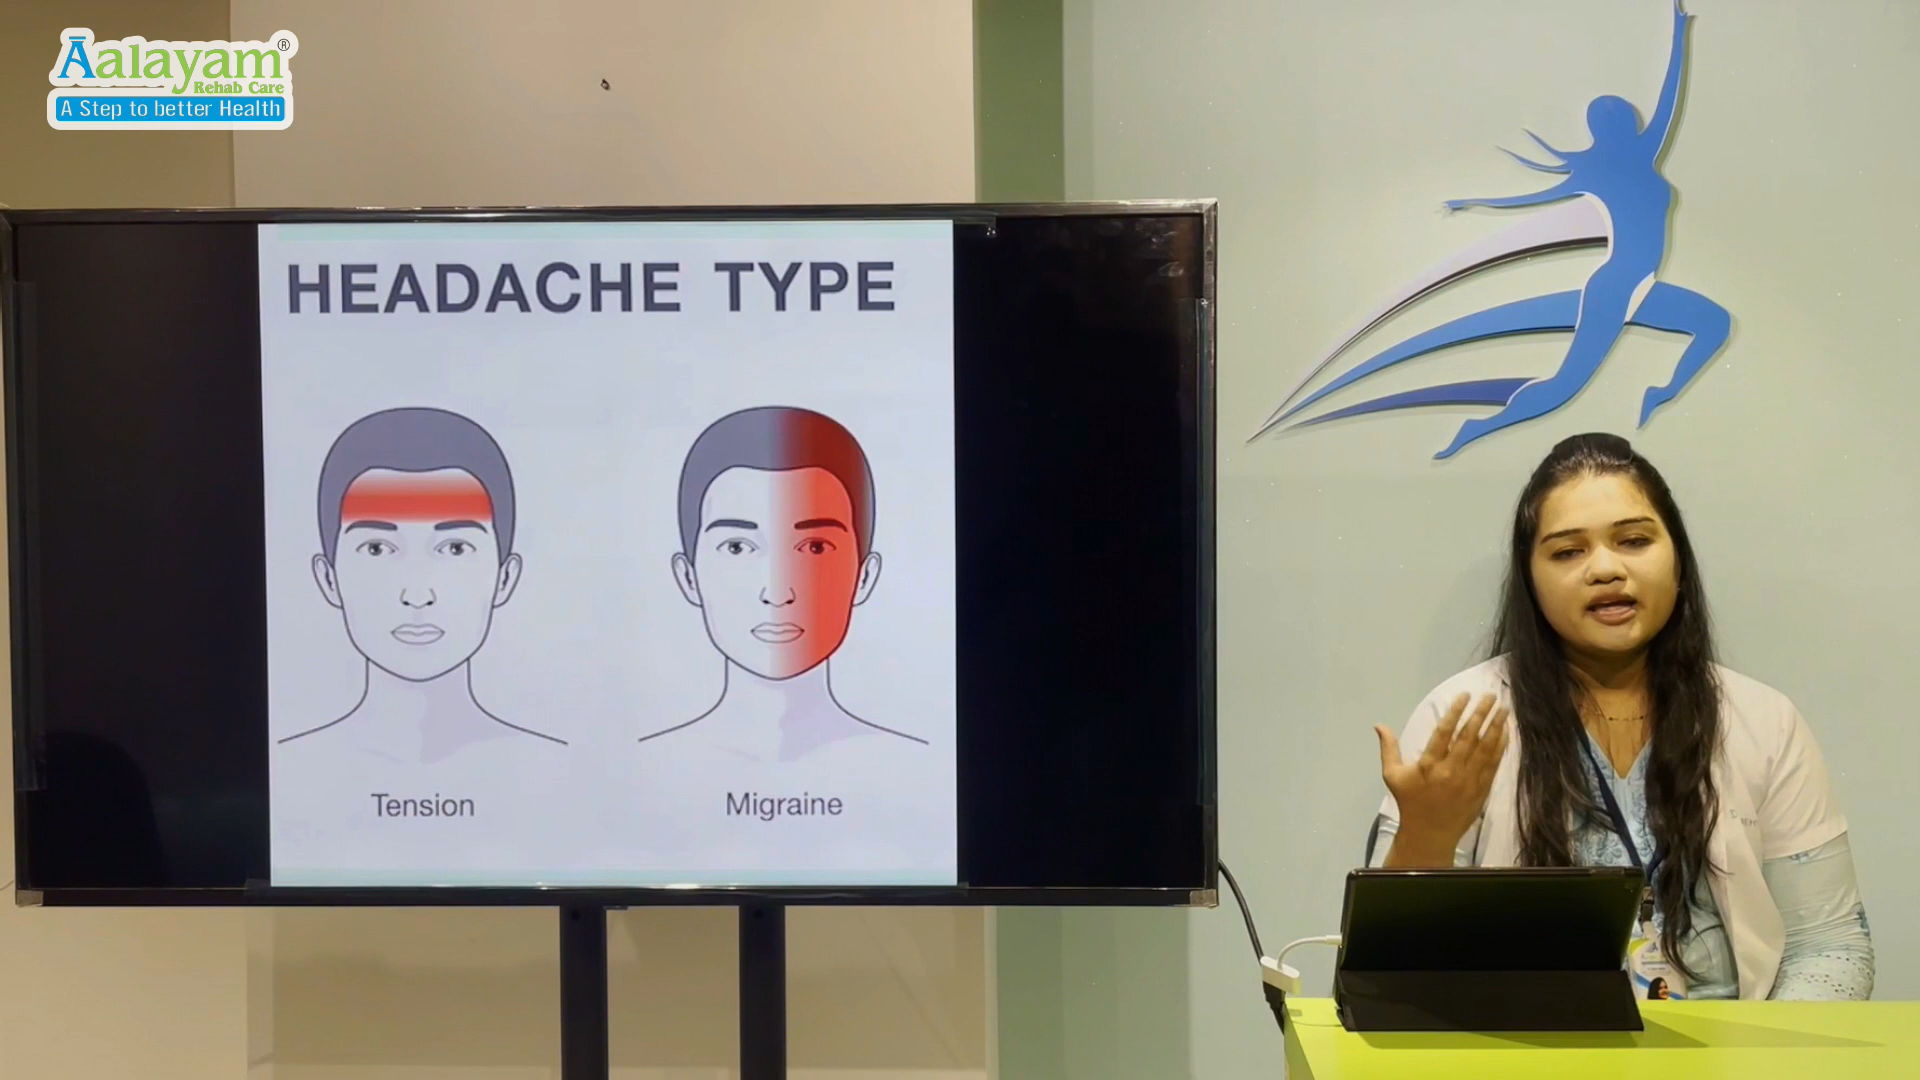 Aalayam®
Rehab Care
A Step to better Health
HEADACHE TYPE
Tension
Migraine